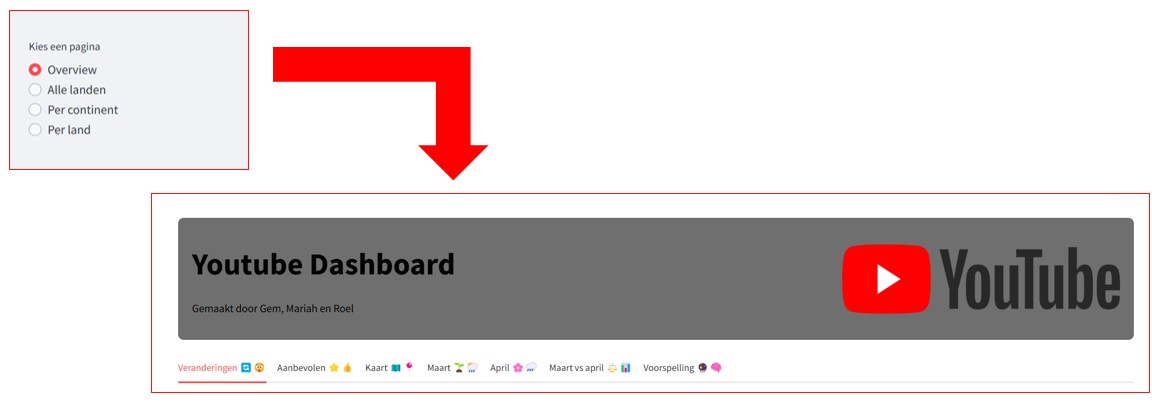 Kies een pagina
Overview
Alle landen
Per continent
Per land
Youtube Dashboard
Gemaakt door Gem, Mariah en Roel
YouTube
Veranderingen Aanbevolen Kaart Maart April Maart vs april Voorspelling